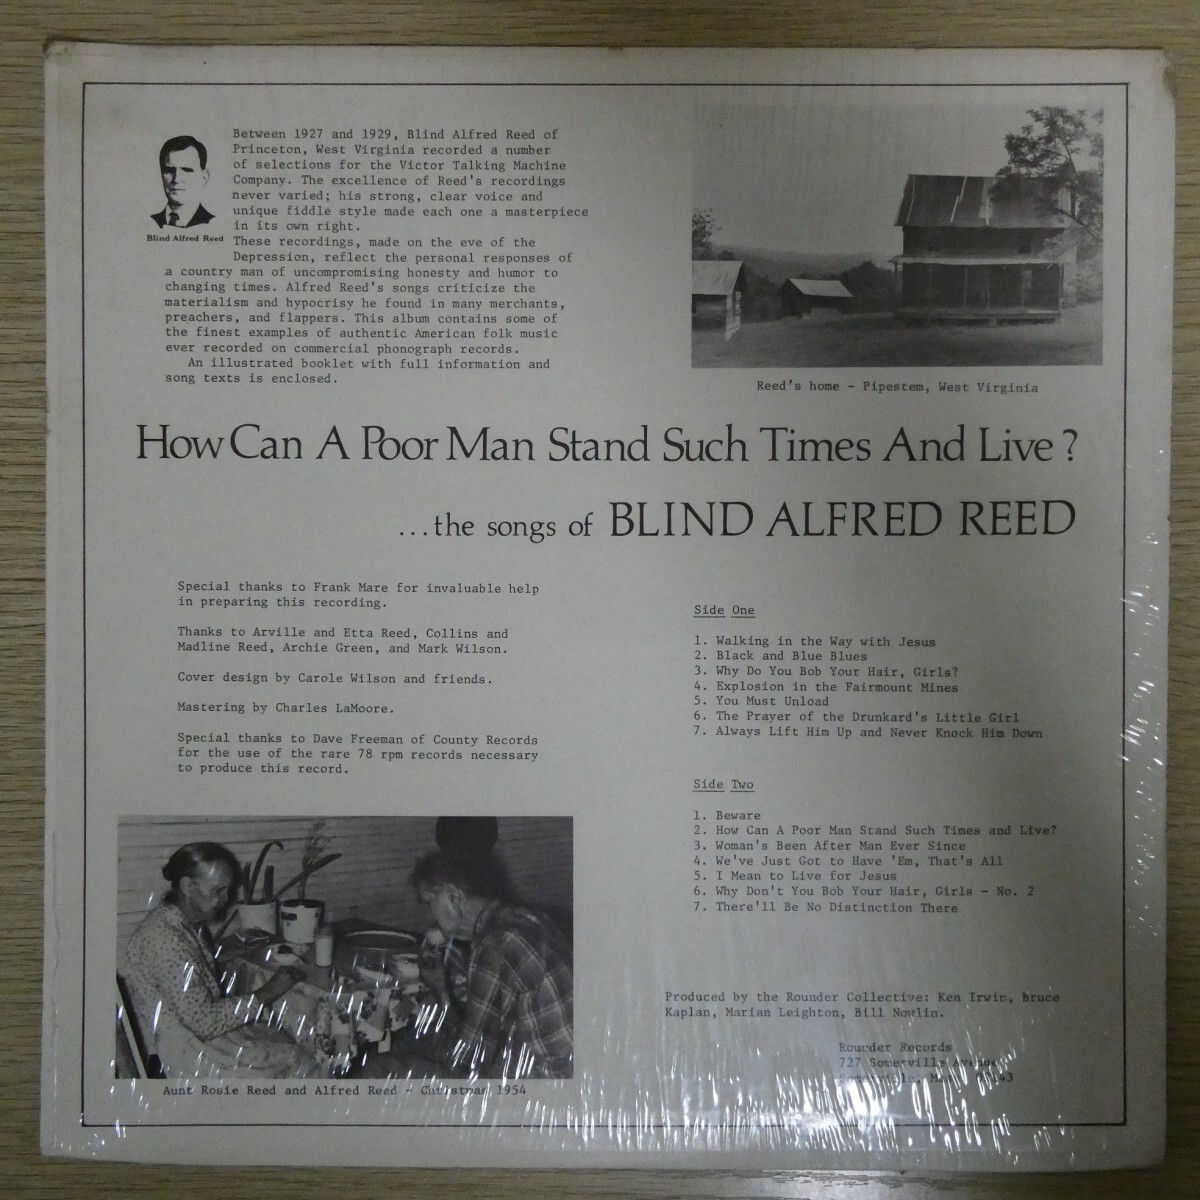 Between 1927 and 1929, Blind Alfred Reed of
Princeton, West Virginia recorded a number
of selections for the Victor Talking Machine
Company. The excellence of Reed's recordings
never varied; his strong, clear voice and
unique fiddle style made each one a masterpiece
in its own right.
These recordings, made on the eve of the
Depression, reflect the personal responses of
a country man of uncompromising honesty and humor to
changing times. Alfred Reed's songs criticize the
materialism and hypocrisy he found in many merchants,
preachers, and flappers. This album contains some of
the finest examples of authentic American folk music
ever recorded on commercial phonograph records.
An illustrated booklet with full information and
song texts is enclosed.
Blind Alfred Reed
Reed's home - Pipestem, West Virginia
How Can A Poor Man Stand Such Times And Live?
...the songs of BLIND ALFRED REED
Special thanks to Frank Mare for invaluable help
in preparing this recording.
Thanks to Arville and Etta Reed, Collins and
Madline Reed, Archie Green, and Mark Wilson.
Cover design by Carole Wilson and friends.
Mastering by Charles LaMoore.
Special thanks to Dave Freeman of County Records
for the use of the rare 78 rpm records necessary
to produce this record.
Side One
1. Walking in the Way with Jesus
2. Black and Blue Blues
3. Why Do You Bob Your Hair, Girls?
4. Explosion in the Fairmount Mines
5. You Must Unload
6. The Prayer of the Drunkard's Little Girl
7. Always Lift Him Up and Never Knock Him Down
Side Two
1. Beware
2. How Can A Poor Man Stand Such Times and Live?
3. Woman's Been After Man Ever Since
4. We've Just Got to Have 'Em, That's All
5. I Mean to Live for Jesus
6. Why Don't You Bob Your Hair, Girls - No. 2
7. There'll Be No Distinction There
Aunt Rosie Reed and Alfred Reed - Christmas 1954
Produced by the Rounder Collective: Ken Irwin, Bruce
Kaplan, Marian Leighton, Bill Nowlin.
Rounder Records
727 Somerville Avenue
Somerville, Mass.